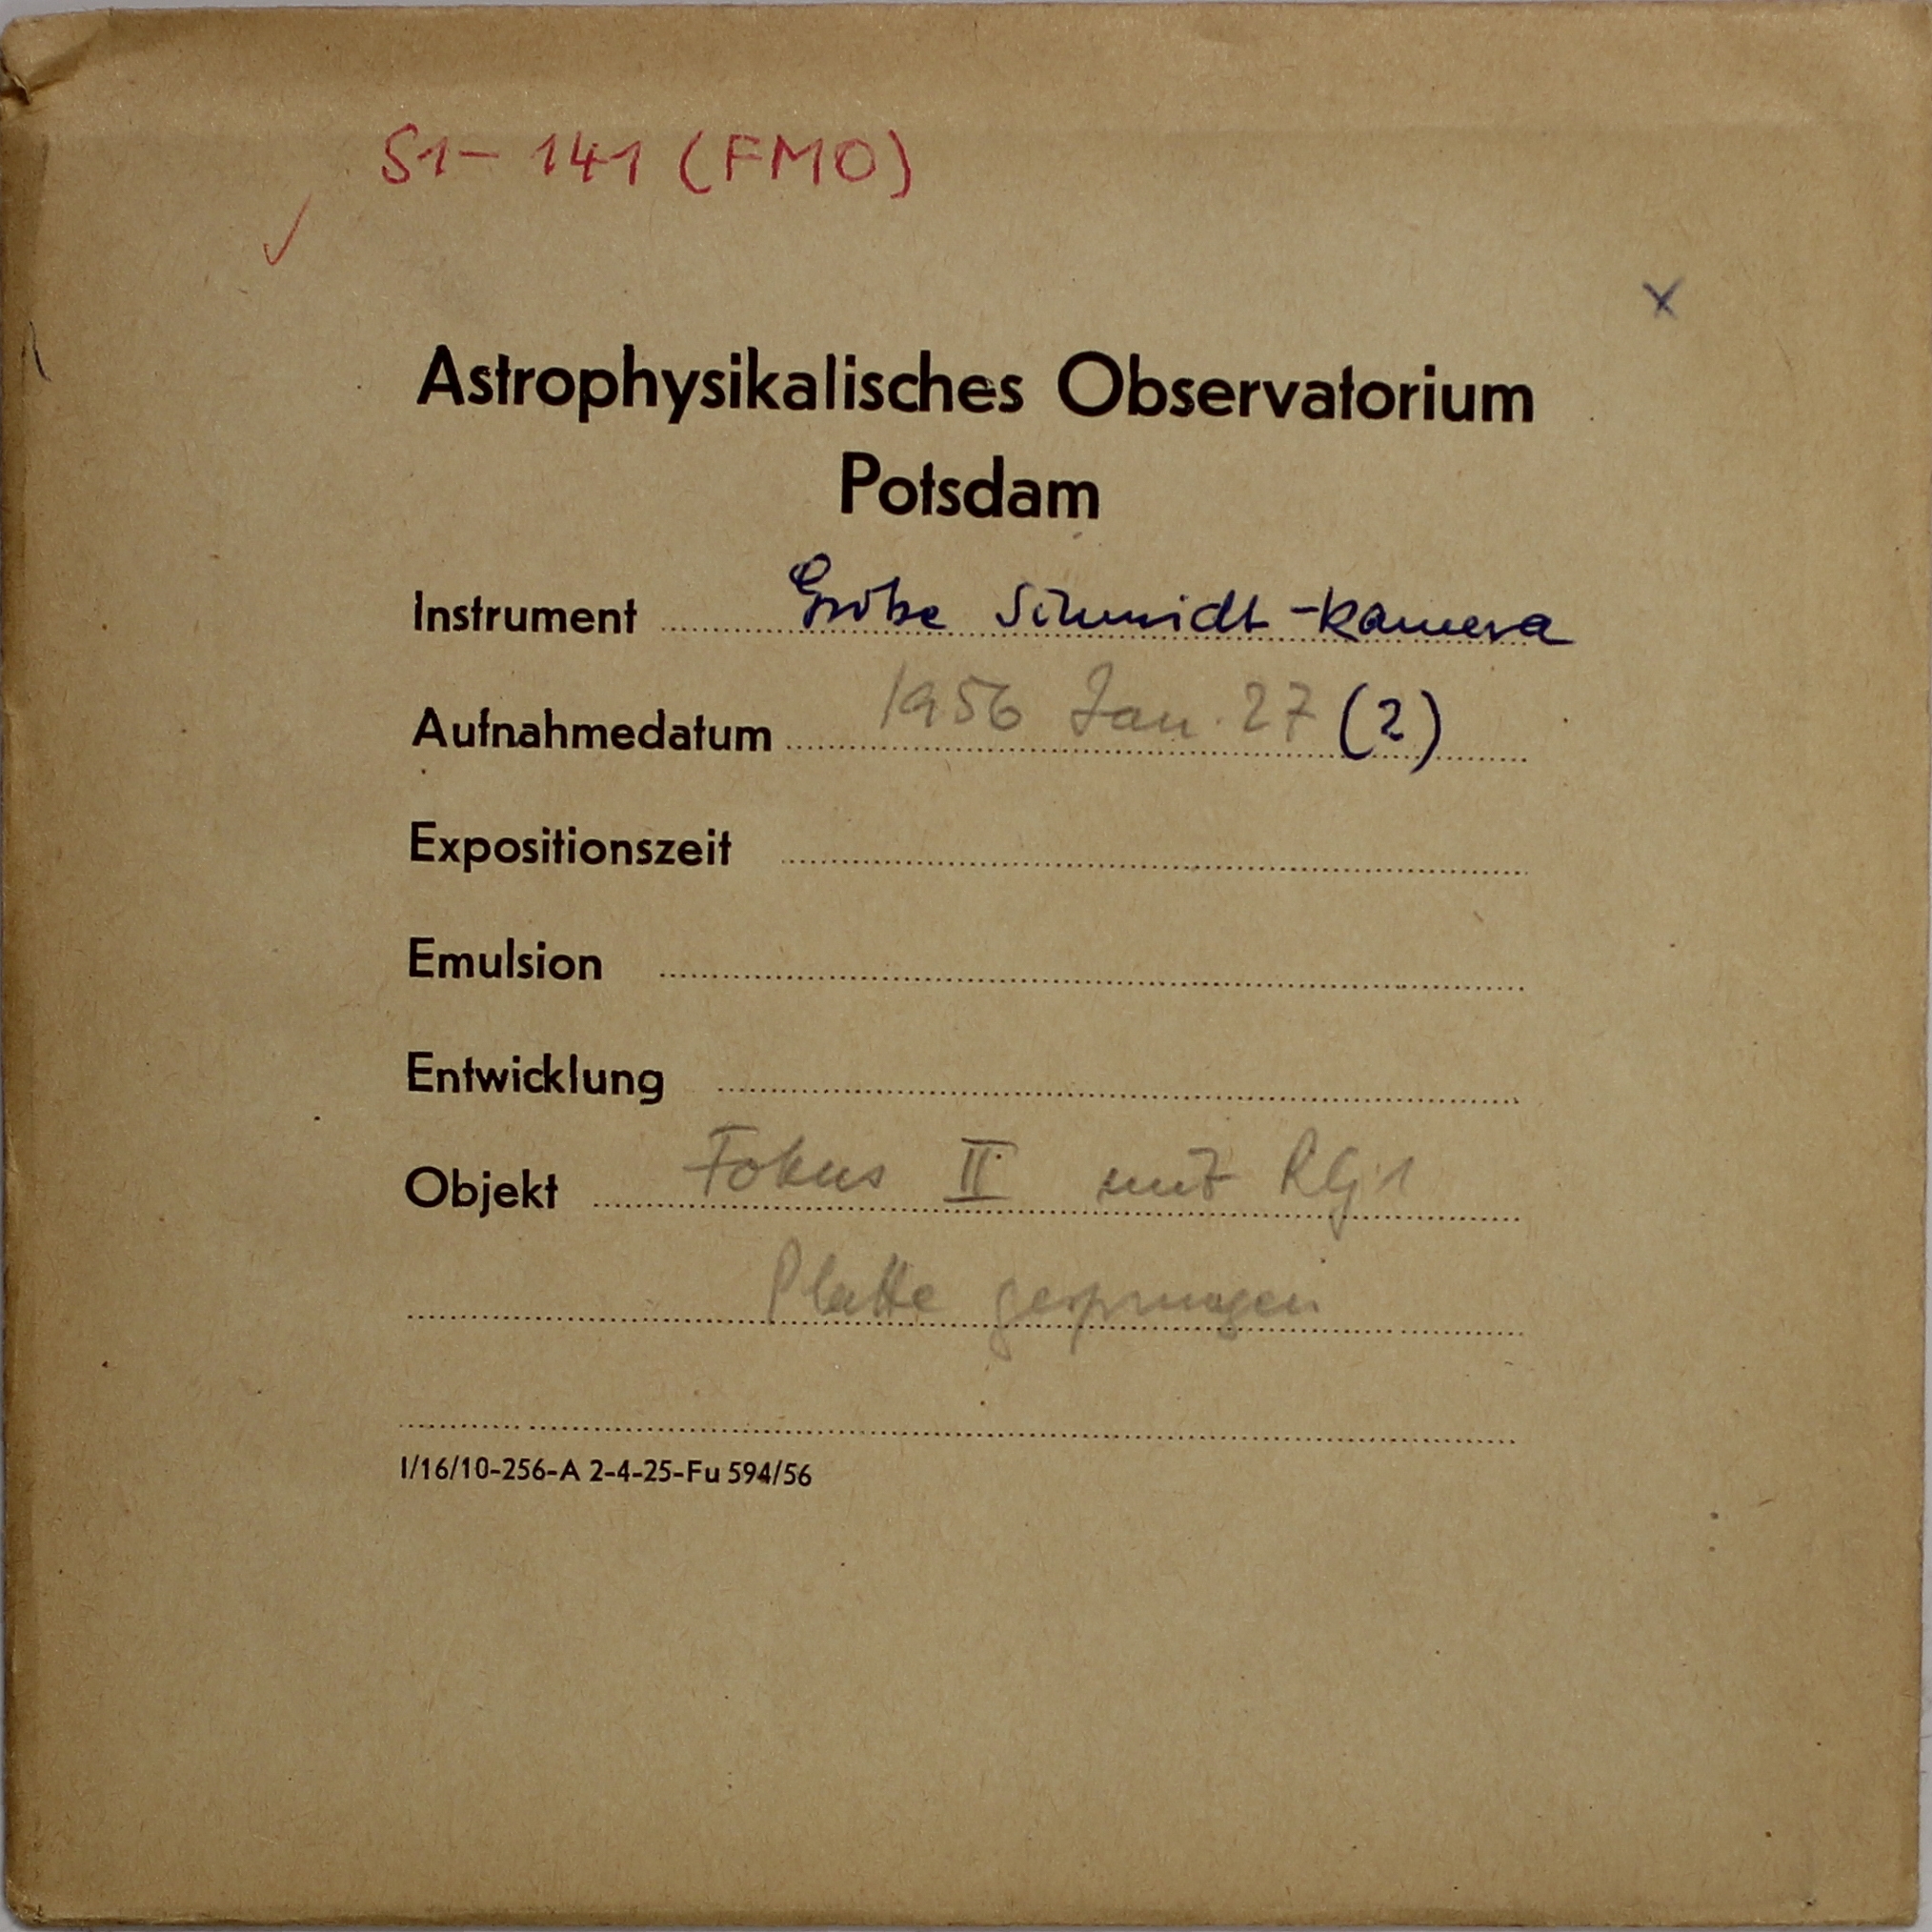 S1- 141 (FMO)
✓
x
Astrophysikalisches Observatorium
Potsdam
Instrument Große Schmidt-Kamera
Aufnahmedatum 1956 Jan. 27 (2)
Expositionszeit
Emulsion
Entwicklung
Objekt Fokus II mit RG1
Platte gesprungen
I/16/10-256-A 2-4-25-Fu 594/56